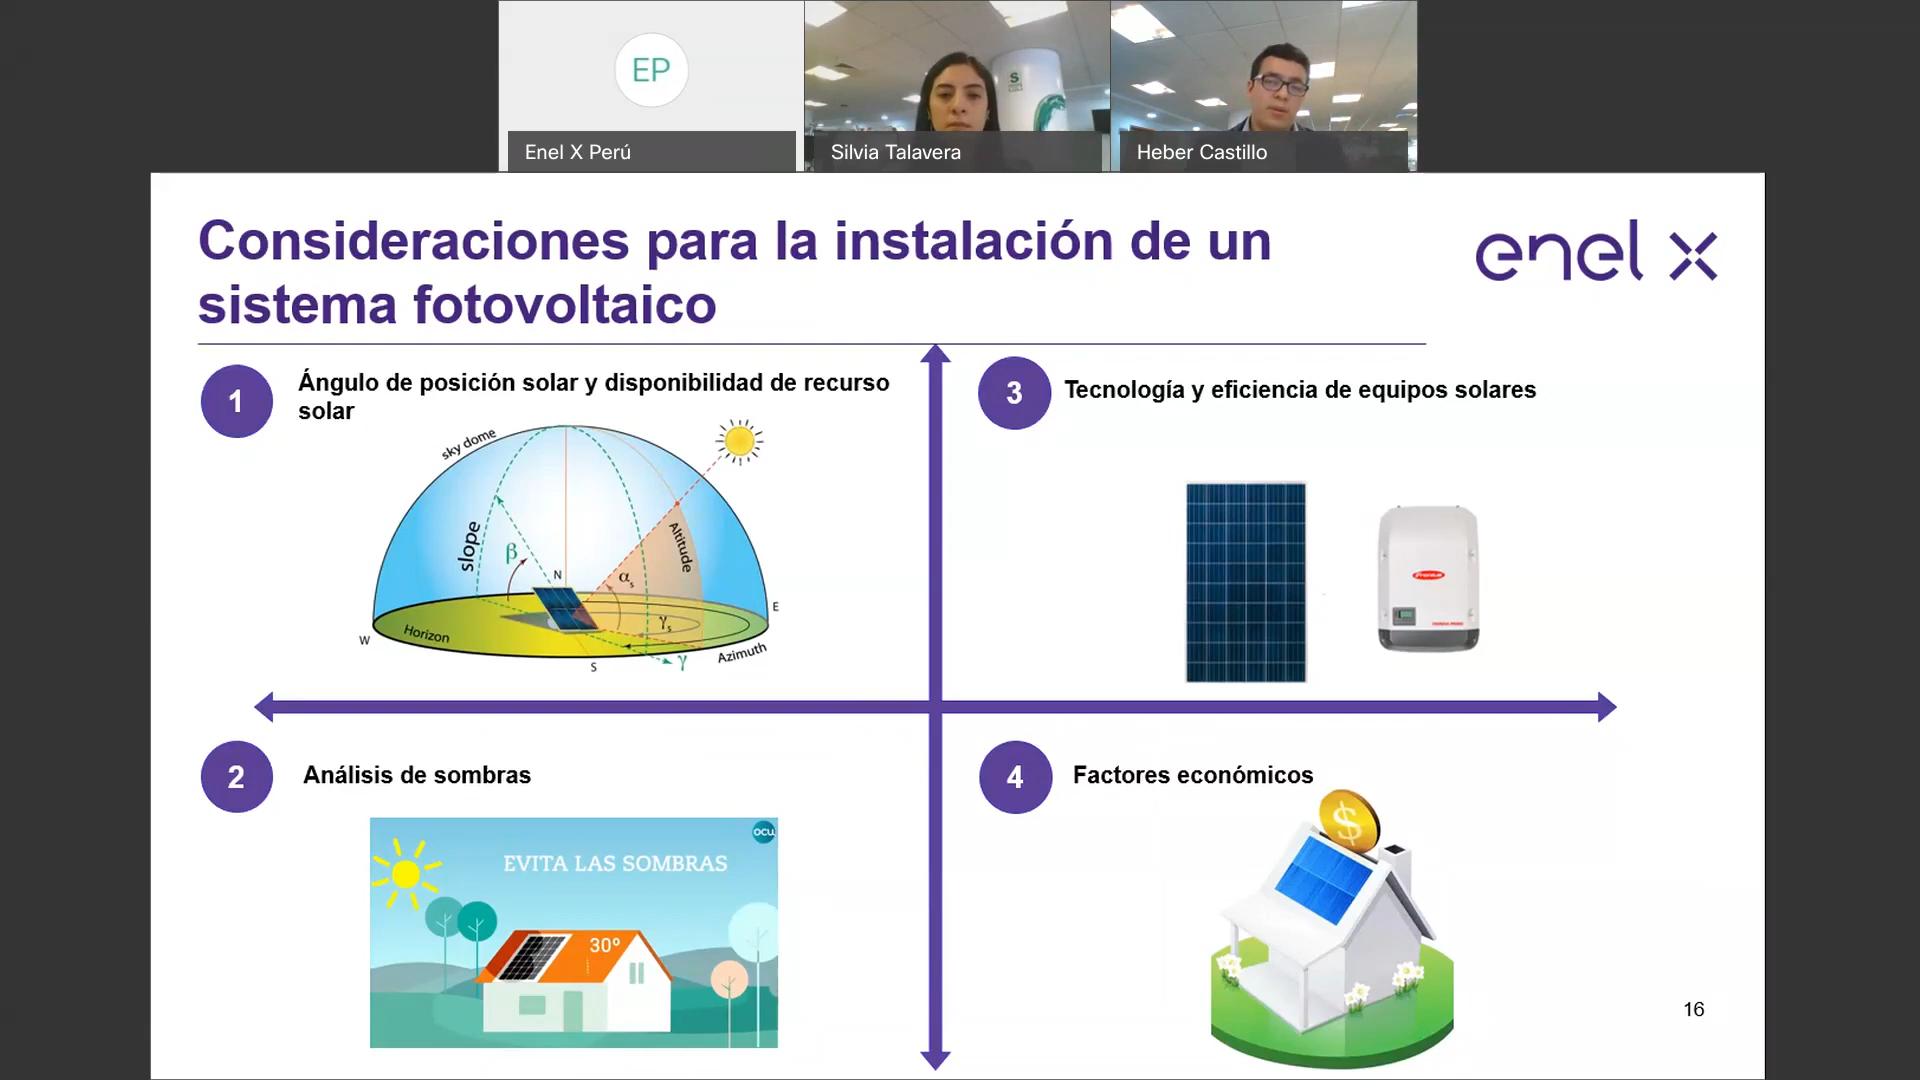 EP
Enel X Perú
Silvia Talavera
Heber Castillo
Consideraciones para la instalación de un
sistema fotovoltaico
enel x
1
Ángulo de posición solar y disponibilidad de recurso
solar
sky dome
slope
β
N
Altitude
αs
γs
E
W
Horizon
S
γ
Azimuth
3
Tecnología y eficiencia de equipos solares
Fronius
2
Análisis de sombras
ocu
EVITA LAS SOMBRAS
30º
4
Factores económicos
$
16